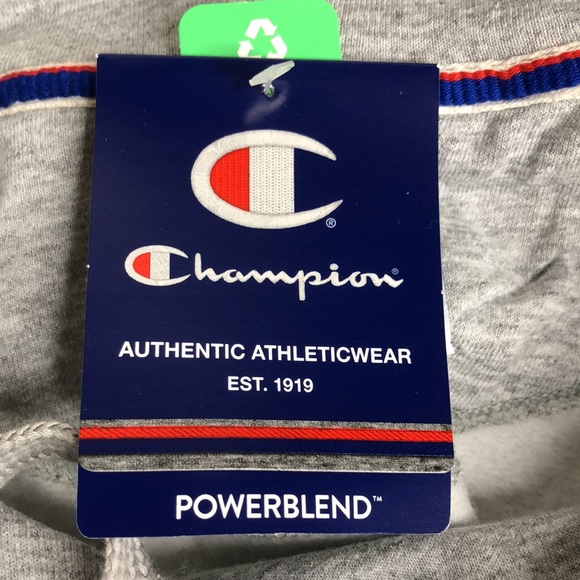 Champion®
AUTHENTIC ATHLETICWEAR
EST. 1919
POWERBLEND™